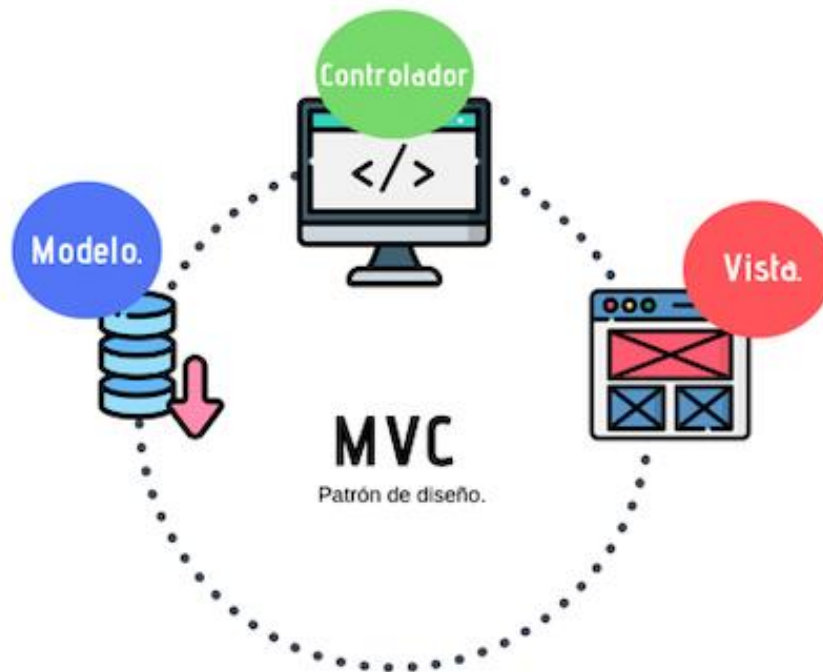 Controlador
Modelo.
Vista.
</>
MVC
Patrón de diseño.